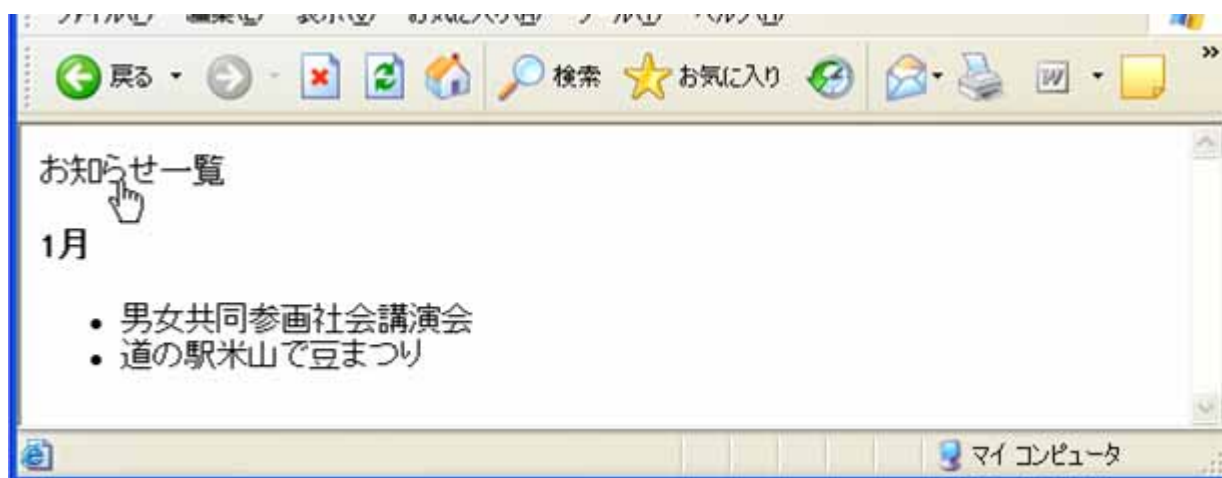 戻る 検索 お気に入り
お知らせ一覧
1月
• 男女共同参画社会講演会
• 道の駅米山で豆まつり
マイ コンピュータ